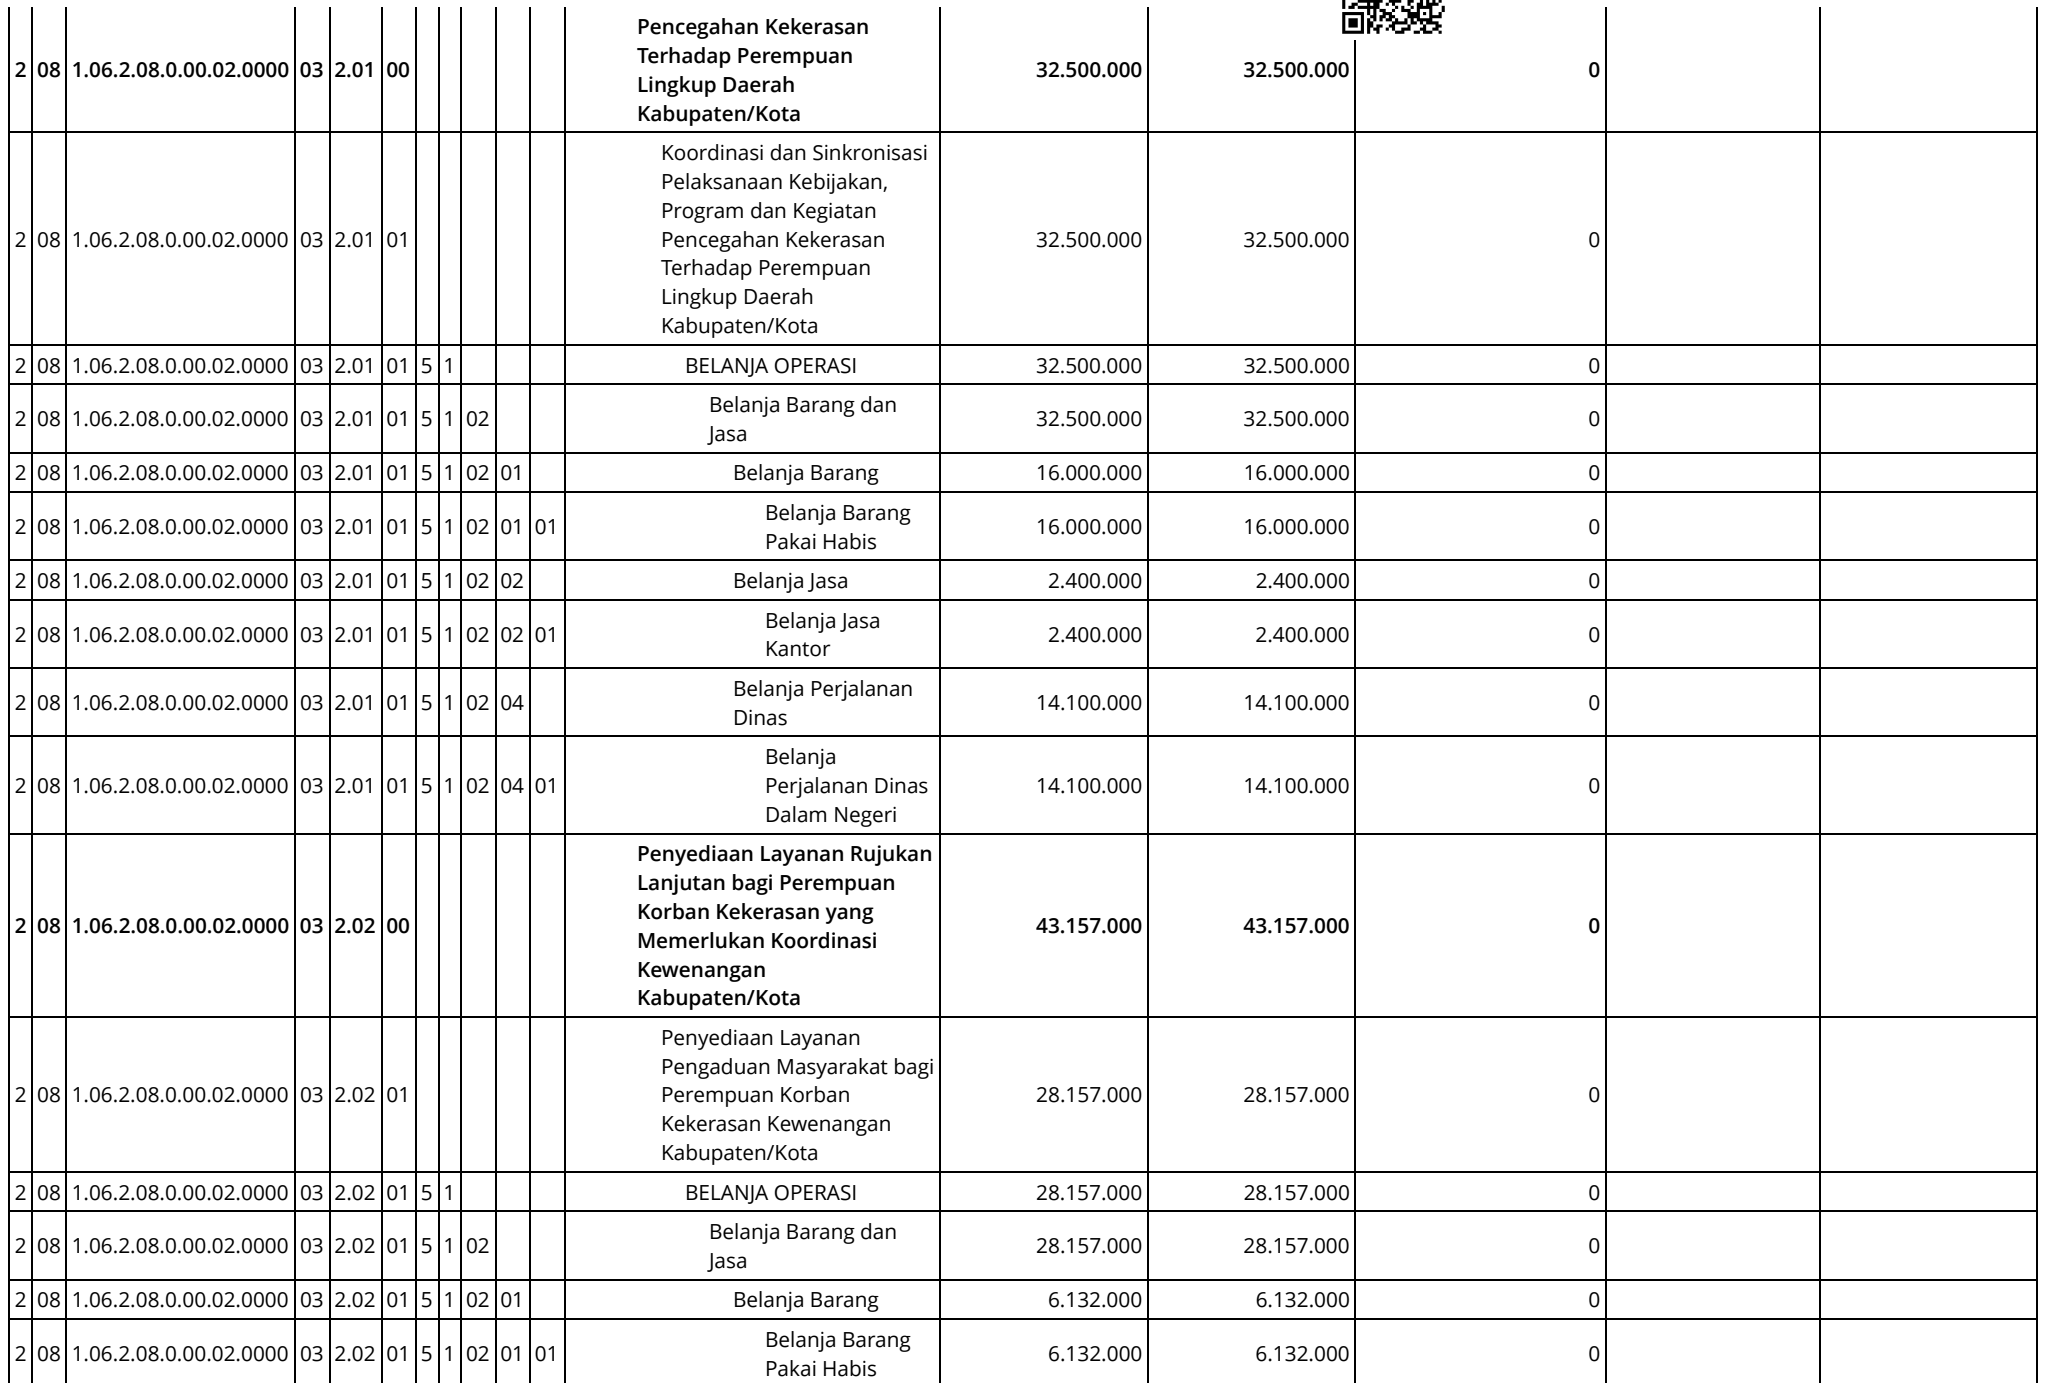 Pencegahan Kekerasan
Terhadap Perempuan
2 08 1.06.2.08.0.00.02.0000 03 2.01 00 Lingkup Daerah 32.500.000 32.500.000 0
Kabupaten/Kota
Koordinasi dan Sinkronisasi
Pelaksanaan Kebijakan,
Program dan Kegiatan
2 08 1.06.2.08.0.00.02.0000 03 2.01 01 Pencegahan Kekerasan 32.500.000 32.500.000 0
Terhadap Perempuan
Lingkup Daerah
Kabupaten/Kota
2 08 1.06.2.08.0.00.02.0000 03 2.01 01 5 1 BELANJA OPERASI 32.500.000 32.500.000 0
2 08 1.06.2.08.0.00.02.0000 03 2.01 01 5 1 02 Belanja Barang dan 32.500.000 32.500.000 0
Jasa
2 08 1.06.2.08.0.00.02.0000 03 2.01 01 5 1 02 01 Belanja Barang 16.000.000 16.000.000 0
2 08 1.06.2.08.0.00.02.0000 03 2.01 01 5 1 02 01 01 Belanja Barang 16.000.000 16.000.000 0
Pakai Habis
2 08 1.06.2.08.0.00.02.0000 03 2.01 01 5 1 02 02 Belanja Jasa 2.400.000 2.400.000 0
2 08 1.06.2.08.0.00.02.0000 03 2.01 01 5 1 02 02 01 Belanja Jasa 2.400.000 2.400.000 0
Kantor
2 08 1.06.2.08.0.00.02.0000 03 2.01 01 5 1 02 04 Belanja Perjalanan 14.100.000 14.100.000 0
Dinas
Belanja
2 08 1.06.2.08.0.00.02.0000 03 2.01 01 5 1 02 04 01 Perjalanan Dinas 14.100.000 14.100.000 0
Dalam Negeri
Penyediaan Layanan Rujukan
Lanjutan bagi Perempuan
Korban Kekerasan yang
2 08 1.06.2.08.0.00.02.0000 03 2.02 00 Memerlukan Koordinasi 43.157.000 43.157.000 0
Kewenangan
Kabupaten/Kota
Penyediaan Layanan
Pengaduan Masyarakat bagi
2 08 1.06.2.08.0.00.02.0000 03 2.02 01 Perempuan Korban 28.157.000 28.157.000 0
Kekerasan Kewenangan
Kabupaten/Kota
2 08 1.06.2.08.0.00.02.0000 03 2.02 01 5 1 BELANJA OPERASI 28.157.000 28.157.000 0
2 08 1.06.2.08.0.00.02.0000 03 2.02 01 5 1 02 Belanja Barang dan 28.157.000 28.157.000 0
Jasa
2 08 1.06.2.08.0.00.02.0000 03 2.02 01 5 1 02 01 Belanja Barang 6.132.000 6.132.000 0
2 08 1.06.2.08.0.00.02.0000 03 2.02 01 5 1 02 01 01 Belanja Barang 6.132.000 6.132.000 0
Pakai Habis